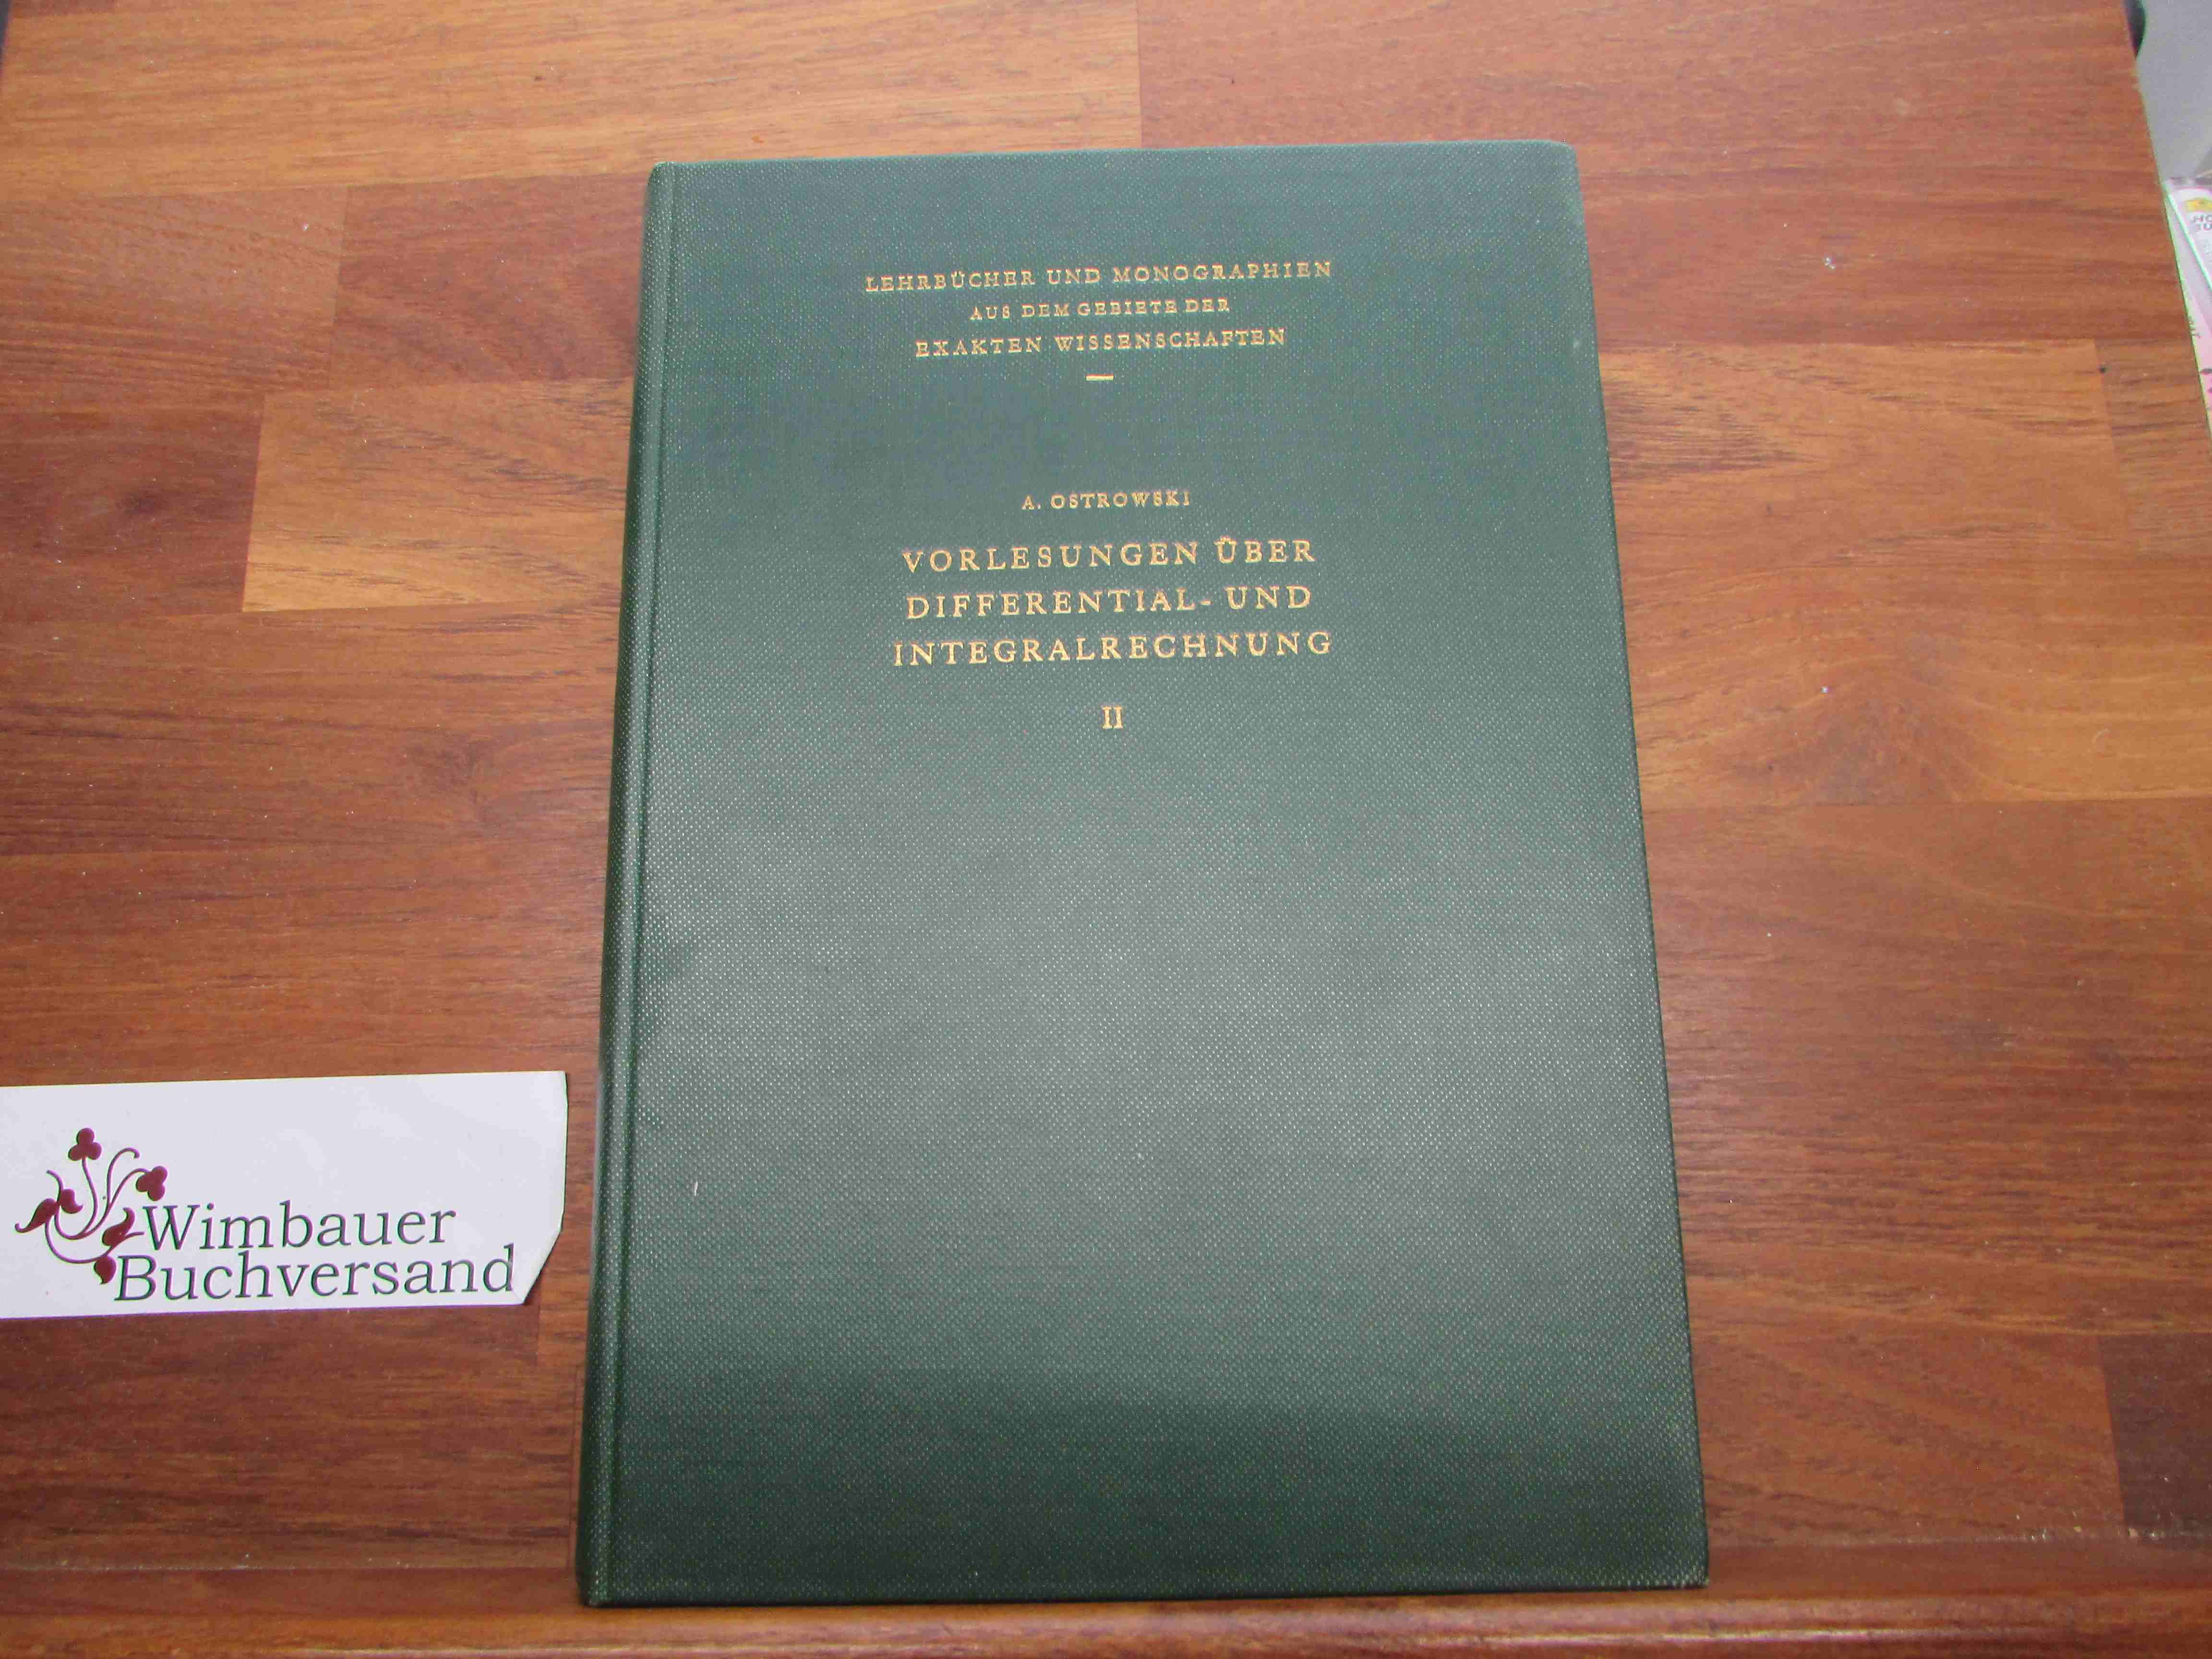 LEHRBÜCHER UND MONOGRAPHIEN
AUS DEM GEBIETE DER
EXAKTEN WISSENSCHAFTEN
A. OSTROWSKI
VORLESUNGEN ÜBER
DIFFERENTIAL- UND
INTEGRALRECHNUNG
II
Wimbauer
Buchversand